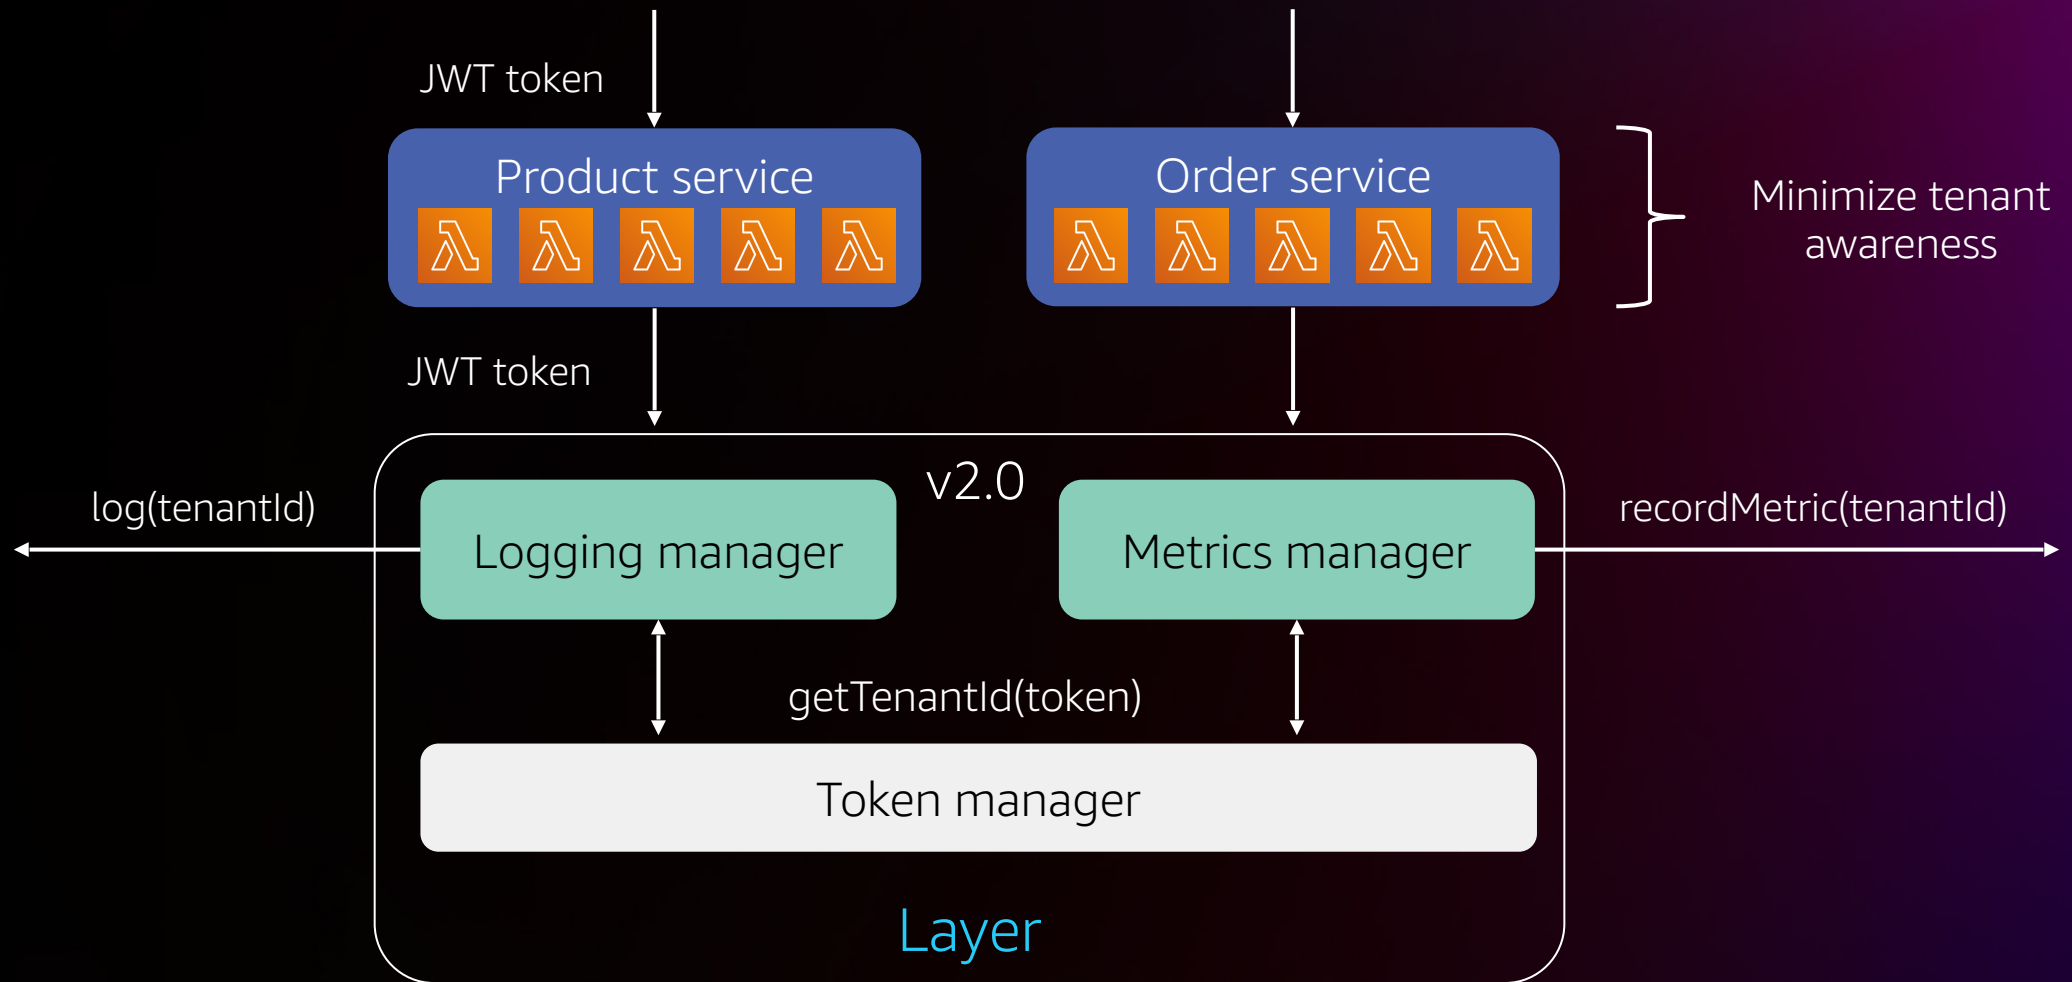 JWT token
Product service
Order service
Minimize tenant
awareness
JWT token
v2.0
log(tenantId)
Logging manager
Metrics manager
recordMetric(tenantId)
getTenantId(token)
Token manager
Layer